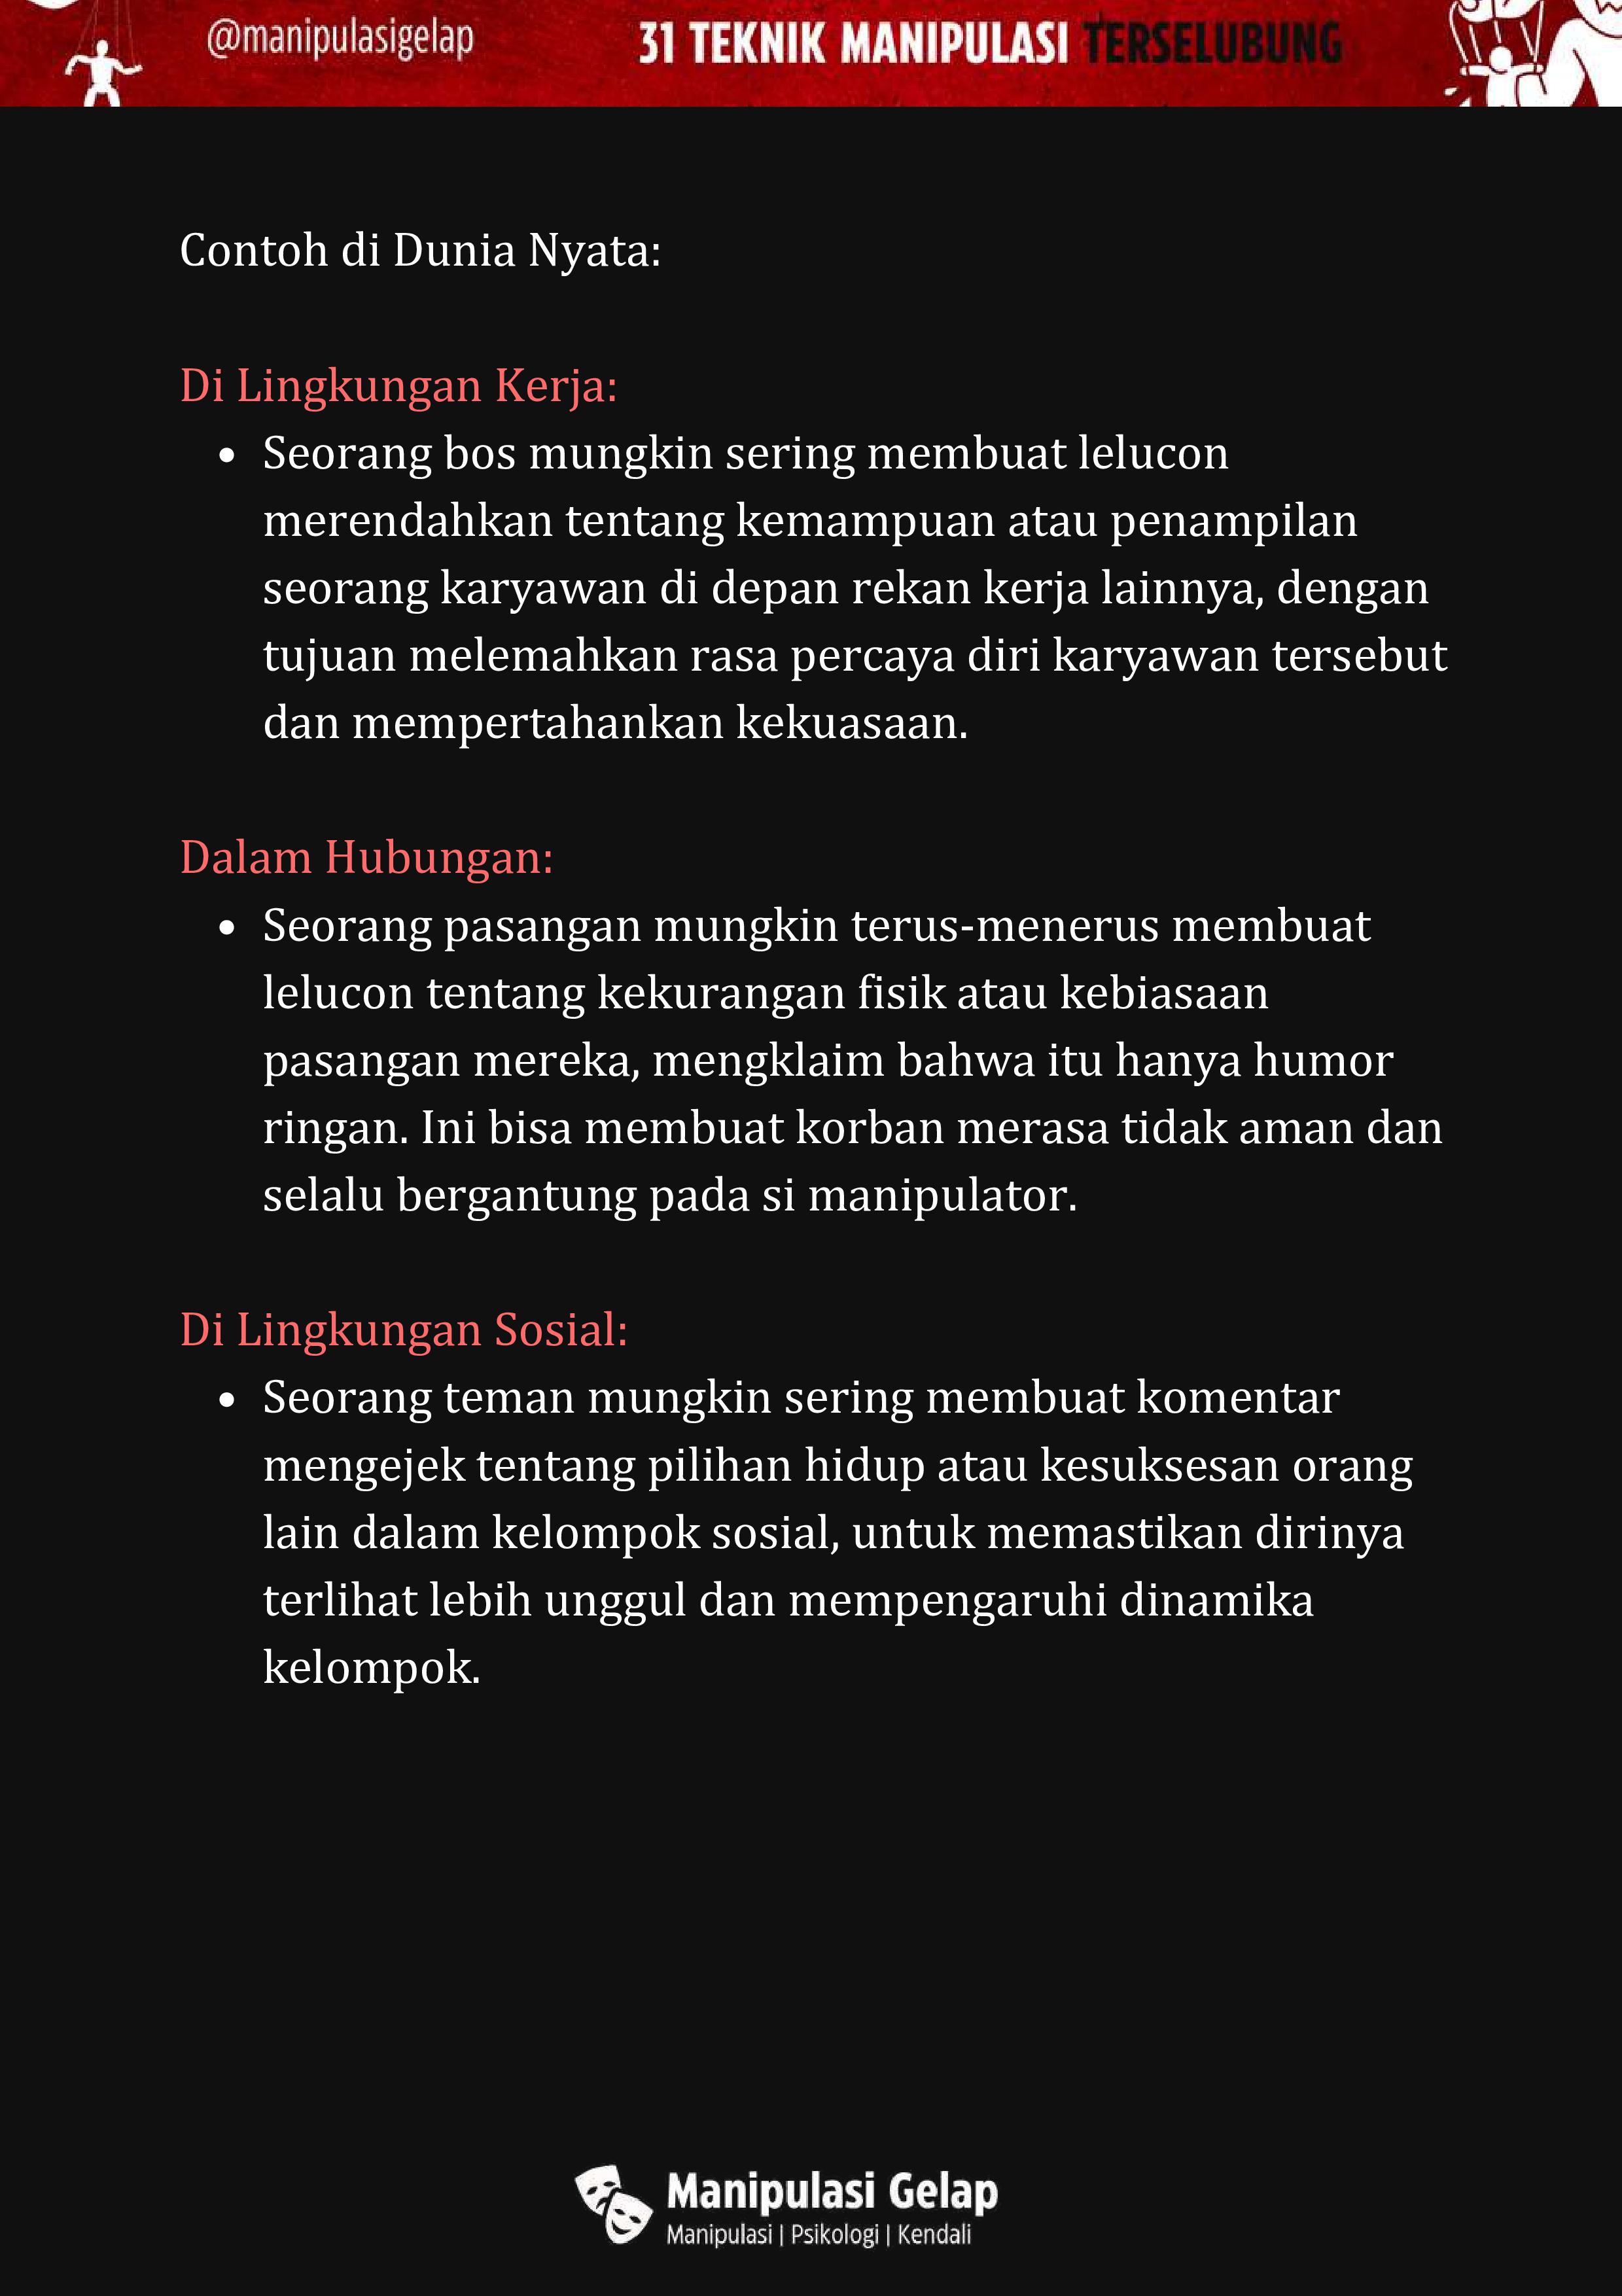 @manipulasigelap
31 TEKNIK MANIPULASI TERSELUBUNG
Contoh di Dunia Nyata:
Di Lingkungan Kerja:
• Seorang bos mungkin sering membuat lelucon
merendahkan tentang kemampuan atau penampilan
seorang karyawan di depan rekan kerja lainnya, dengan
tujuan melemahkan rasa percaya diri karyawan tersebut
dan mempertahankan kekuasaan.
Dalam Hubungan:
• Seorang pasangan mungkin terus-menerus membuat
lelucon tentang kekurangan fisik atau kebiasaan
pasangan mereka, mengklaim bahwa itu hanya humor
ringan. Ini bisa membuat korban merasa tidak aman dan
selalu bergantung pada si manipulator.
Di Lingkungan Sosial:
• Seorang teman mungkin sering membuat komentar
mengejek tentang pilihan hidup atau kesuksesan orang
lain dalam kelompok sosial, untuk memastikan dirinya
terlihat lebih unggul dan mempengaruhi dinamika
kelompok.
Manipulasi Gelap
Manipulasi | Psikologi | Kendali